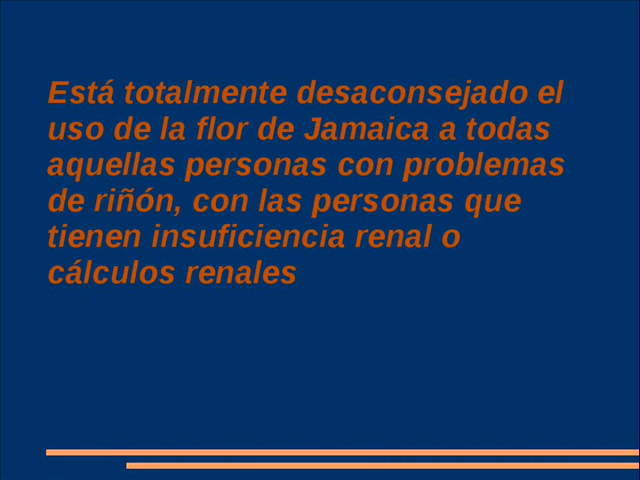 Está totalmente desaconsejado el
uso de la flor de Jamaica a todas
aquellas personas con problemas
de riñón, con las personas que
tienen insuficiencia renal o
cálculos renales